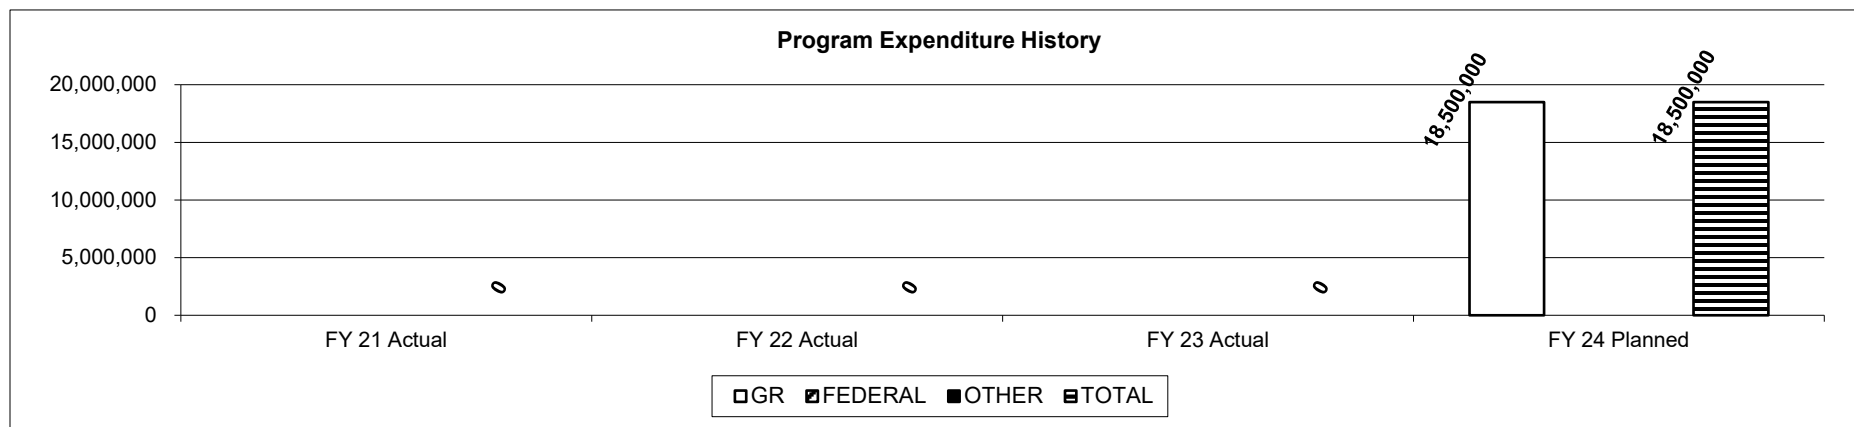 Program Expenditure History
20,000,000
15,000,000
10,000,000
5,000,000
0
0
0
0
18,500,000
18,500,000
FY 21 Actual
FY 22 Actual
FY 23 Actual
FY 24 Planned
GR FEDERAL OTHER TOTAL